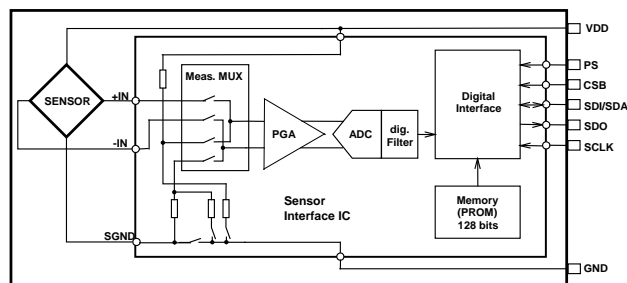 VDD
PS
CSB
SDI/SDA
SDO
SCLK
GND
SENSOR
+IN
-IN
SGND
Meas. MUX
PGA
ADC
dig.
Filter
Digital
Interface
Memory
(PROM)
128 bits
Sensor
Interface IC